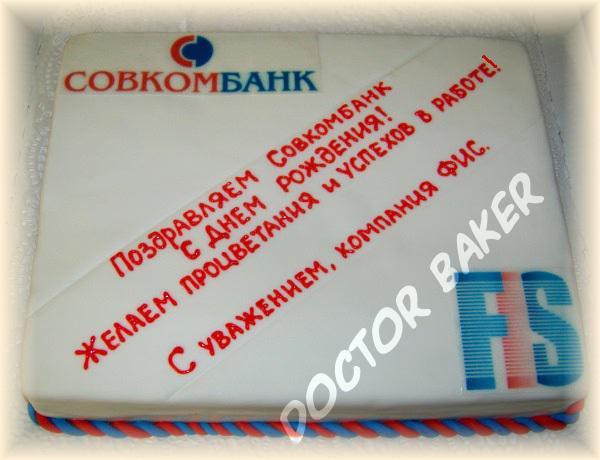 СОВКОМБАНК
Поздравляем Совкомбанк
с днем рождения!
Желаем процветания и успехов в работе!
С уважением, компания ФИС.
FIS
DOCTOR BAKER